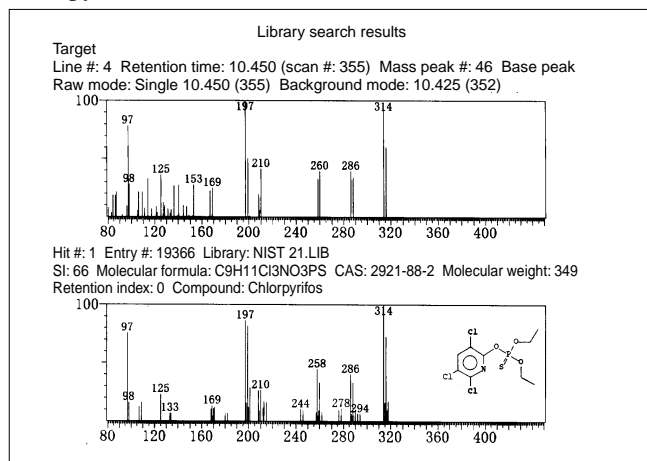 Library search results
Target
Line #: 4 Retention time: 10.450 (scan #: 355) Mass peak #: 46 Base peak
Raw mode: Single 10.450 (355) Background mode: 10.425 (352)
100
97
197
314
98
125
153
169
210
260
286
80 120 160 200 240 280 320 360 400 440
Hit #: 1 Entry #: 19366 Library: NIST 21.LIB
SI: 66 Molecular formula: C9H11Cl3NO3PS CAS: 2921-88-2 Molecular weight: 349
Retention index: 0 Compound: Chlorpyrifos
100
97
197
314
98
125
133
169
210
244
258
278
286
294
Cl
O
P
O
N
S
O
Cl
Cl
80 120 160 200 240 280 320 360 400 440